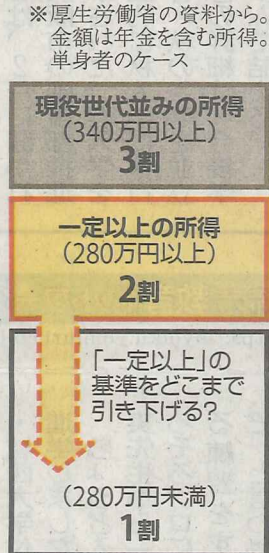 ※厚生労働省の資料から。
金額は年金を含む所得。
単身者のケース
現役世代並みの所得
(340万円以上)
3割
一定以上の所得
(280万円以上)
2割
「一定以上」の
基準をどこまで
引き下げる?
(280万円未満)
1割